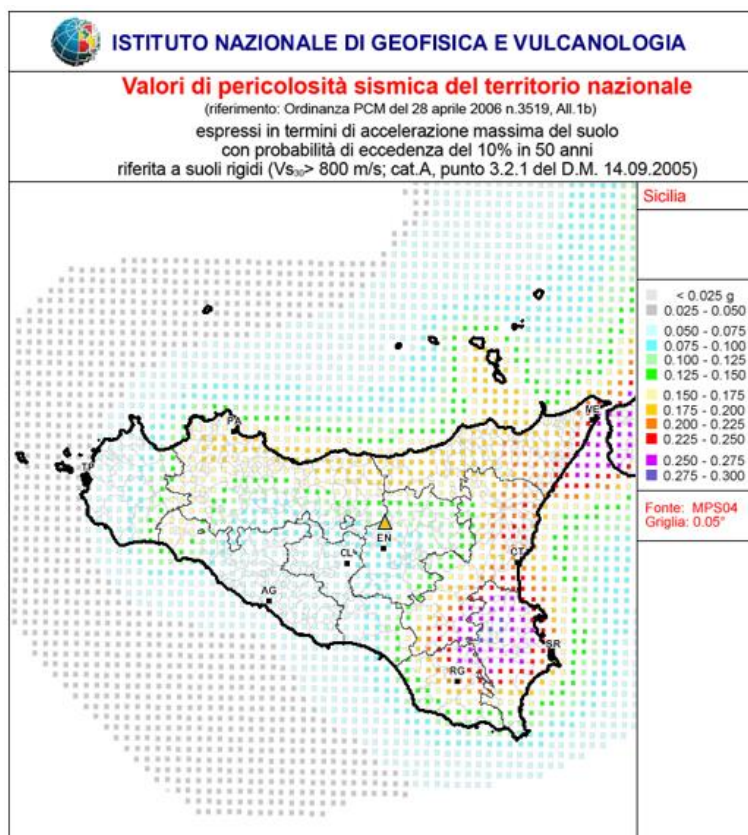 ISTITUTO NAZIONALE DI GEOFISICA E VULCANOLOGIA
Valori di pericolosità sismica del territorio nazionale
(riferimento: Ordinanza PCM del 28 aprile 2006 n.3519, All.1b)
espressi in termini di accelerazione massima del suolo
con probabilità di eccedenza del 10% in 50 anni
riferita a suoli rigidi (Vs₃₀> 800 m/s; cat.A, punto 3.2.1 del D.M. 14.09.2005)
Sicilia
< 0.025 g
0.025 - 0.050
0.050 - 0.075
0.075 - 0.100
0.100 - 0.125
0.125 - 0.150
0.150 - 0.175
0.175 - 0.200
0.200 - 0.225
0.225 - 0.250
0.250 - 0.275
0.275 - 0.300
Fonte: MPS04
Griglia: 0.05°
ME
PA
TP
EN
CL
CT
AG
SR
RG